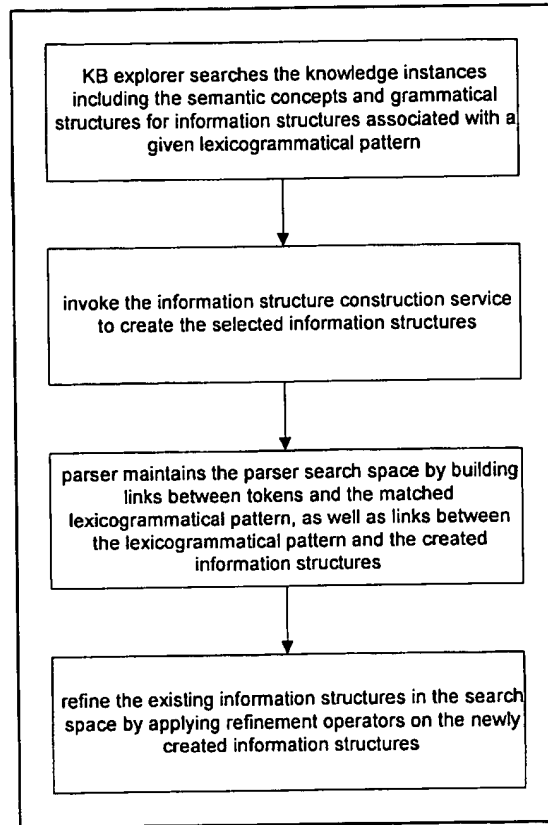 KB explorer searches the knowledge instances
including the semantic concepts and grammatical
structures for information structures associated with a
given lexicogrammatical pattern
invoke the information structure construction service
to create the selected information structures
parser maintains the parser search space by building
links between tokens and the matched
lexicogrammatical pattern, as well as links between
the lexicogrammatical pattern and the created
information structures
refine the existing information structures in the search
space by applying refinement operators on the newly
created information structures